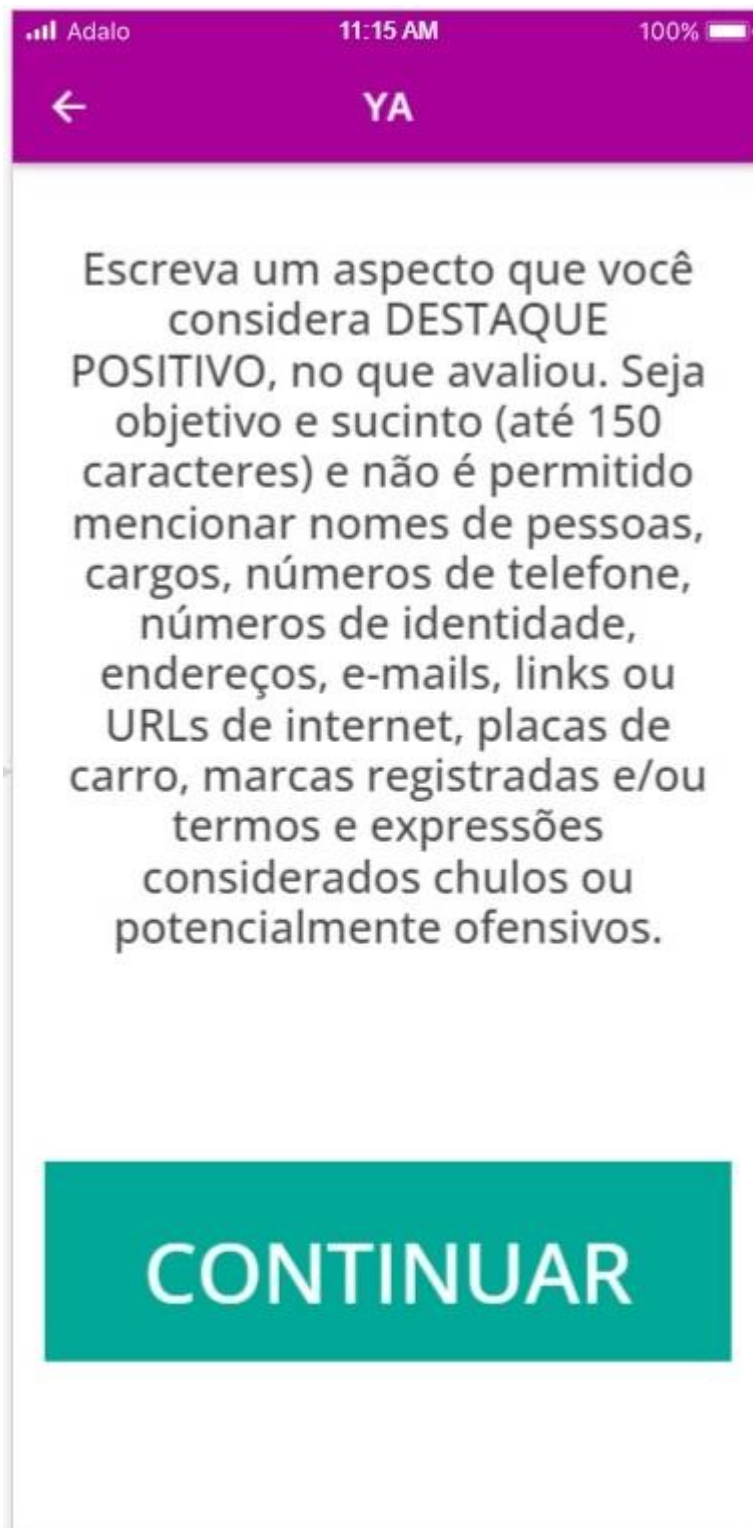 Adalo 11:15 AM 100%
YA
Escreva um aspecto que você
considera DESTAQUE
POSITIVO, no que avaliou. Seja
objetivo e sucinto (até 150
caracteres) e não é permitido
mencionar nomes de pessoas,
cargos, números de telefone,
números de identidade,
endereços, e-mails, links ou
URLs de internet, placas de
carro, marcas registradas e/ou
termos e expressões
considerados chulos ou
potencialmente ofensivos.
CONTINUAR